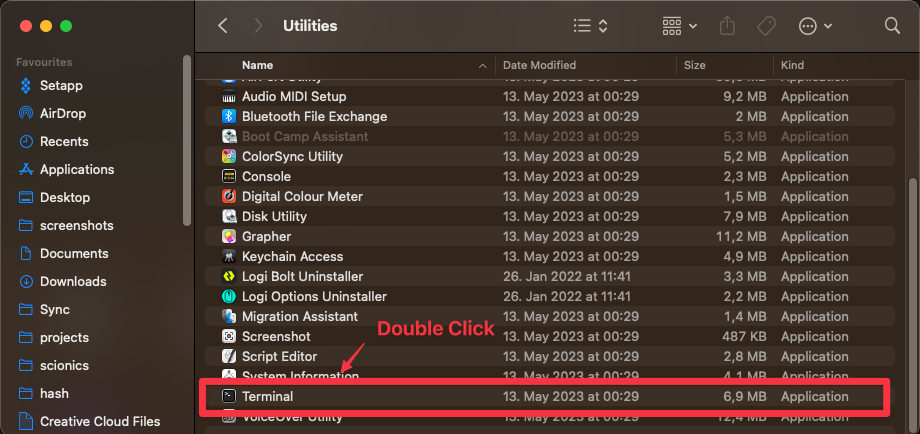 Utilities
Favourites
Setapp
AirDrop
Recents
Applications
Desktop
screenshots
Documents
Downloads
Sync
projects
scionics
hash
Creative Cloud Files
Name Date Modified Size Kind
Audio MIDI Setup 13. May 2023 at 00:29 9,2 MB Application
Bluetooth File Exchange 13. May 2023 at 00:29 2 MB Application
Boot Camp Assistant 13. May 2023 at 00:29 5,3 MB Application
ColorSync Utility 13. May 2023 at 00:29 5,2 MB Application
Console 13. May 2023 at 00:29 2,3 MB Application
Digital Colour Meter 13. May 2023 at 00:29 1,5 MB Application
Disk Utility 13. May 2023 at 00:29 7,9 MB Application
Grapher 13. May 2023 at 00:29 11,2 MB Application
Keychain Access 13. May 2023 at 00:29 4,9 MB Application
Logi Bolt Uninstaller 26. Jan 2022 at 11:41 3,3 MB Application
Logi Options Uninstaller 26. Jan 2022 at 11:41 2,2 MB Application
Migration Assistant 13. May 2023 at 00:29 1,4 MB Application
Double Click
Screenshot 13. May 2023 at 00:29 487 KB Application
Script Editor 13. May 2023 at 00:29 2,8 MB Application
System Information 13. May 2023 at 00:29 4,1 MB Application
Terminal 13. May 2023 at 00:29 6,9 MB Application
VoiceOver Utility 13. May 2023 at 00:29 12,4 MB Application